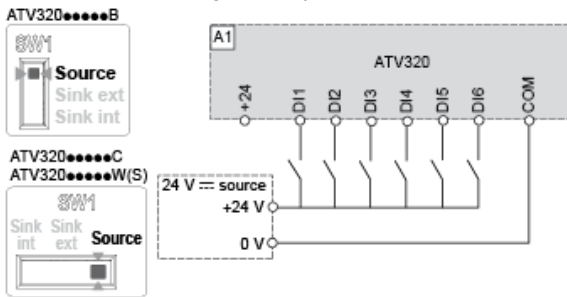 ATV320●●●●●B
SW1
Source
Sink ext
Sink int
A1
ATV320
+24
DI1
DI2
DI3
DI4
DI5
DI6
COM
ATV320●●●●●C
ATV320●●●●●W(S)
SW1
Sink int
Sink ext
Source
24 V ⎓ source
+24 V
0 V